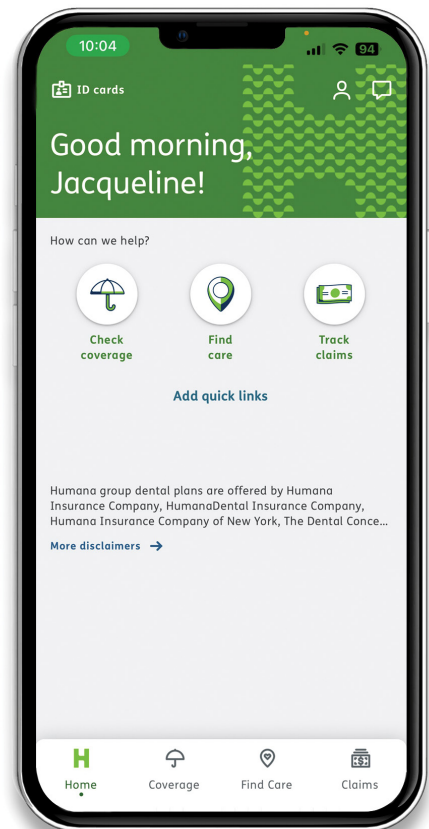 10:04
94
ID cards
Good morning,
Jacqueline!
How can we help?
Check
coverage
Find
care
Track
claims
Add quick links
Humana group dental plans are offered by Humana
Insurance Company, HumanaDental Insurance Company,
Humana Insurance Company of New York, The Dental Conce...
More disclaimers
H
Home
Coverage
Find Care
Claims